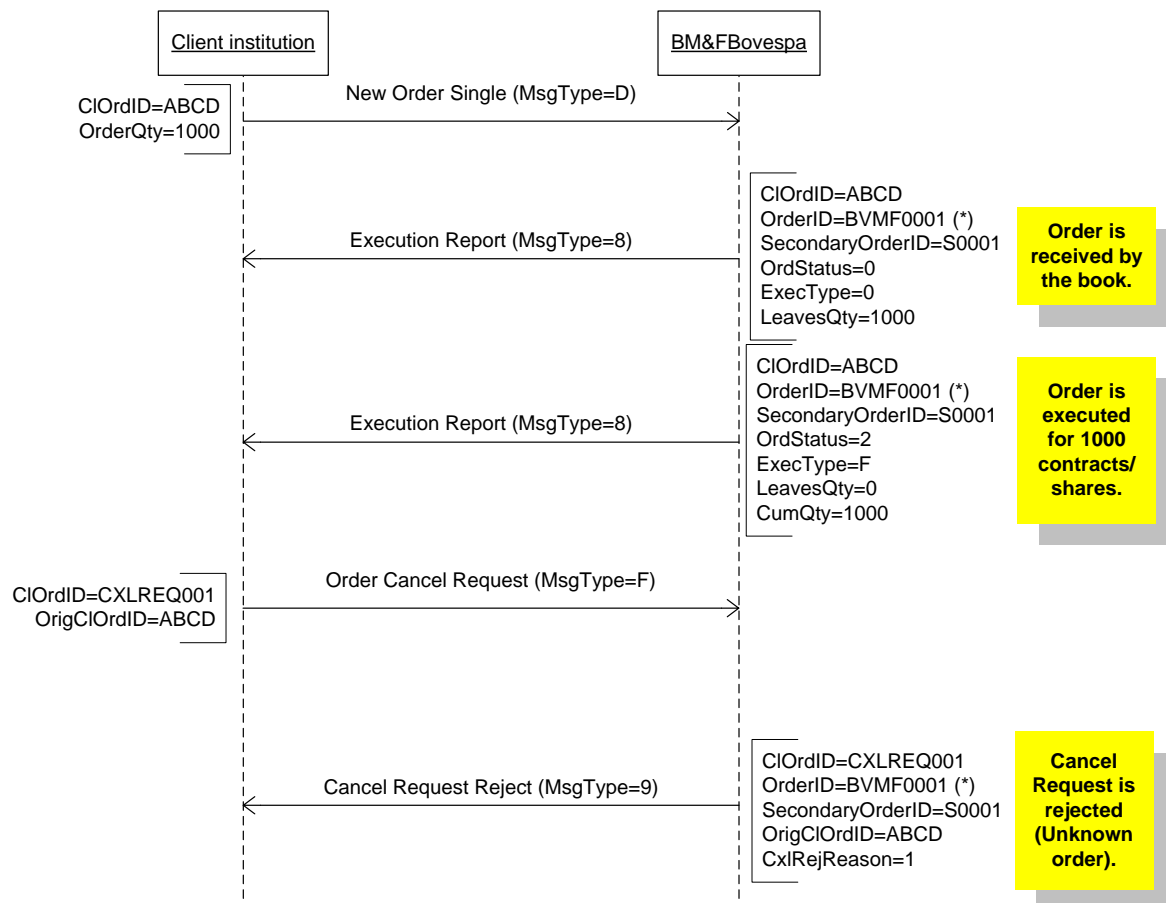 Client institution
BM&FBovespa
ClOrdID=ABCD
OrderQty=1000
New Order Single (MsgType=D)
ClOrdID=ABCD
OrderID=BVMF0001 (*)
SecondaryOrderID=S0001
OrdStatus=0
ExecType=0
LeavesQty=1000
Execution Report (MsgType=8)
Order is
received by
the book.
ClOrdID=ABCD
OrderID=BVMF0001 (*)
SecondaryOrderID=S0001
OrdStatus=2
ExecType=F
LeavesQty=0
CumQty=1000
Execution Report (MsgType=8)
Order is
executed
for 1000
contracts/
shares.
ClOrdID=CXLREQ001
OrigClOrdID=ABCD
Order Cancel Request (MsgType=F)
Cancel Request Reject (MsgType=9)
ClOrdID=CXLREQ001
OrderID=BVMF0001 (*)
SecondaryOrderID=S0001
OrigClOrdID=ABCD
CxlRejReason=1
Cancel
Request is
rejected
(Unknown
order).